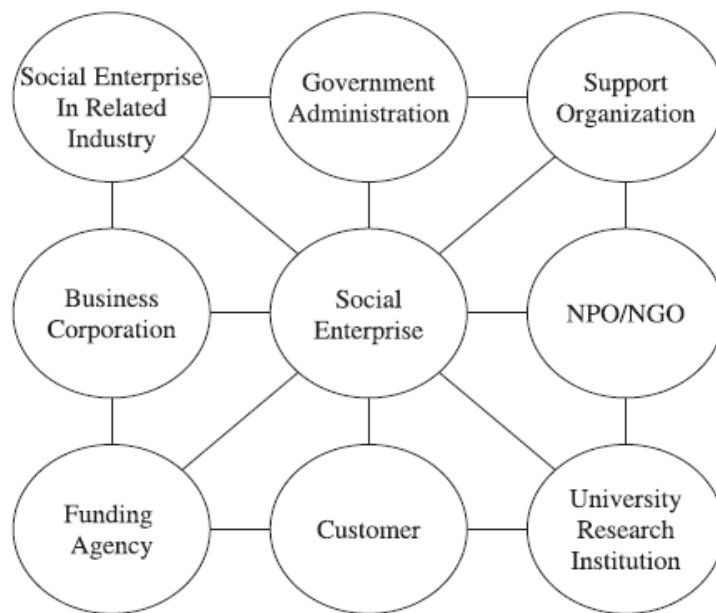 Social Enterprise
In Related
Industry
Government
Administration
Support
Organization
Business
Corporation
Social
Enterprise
NPO/NGO
Funding
Agency
Customer
University
Research
Institution